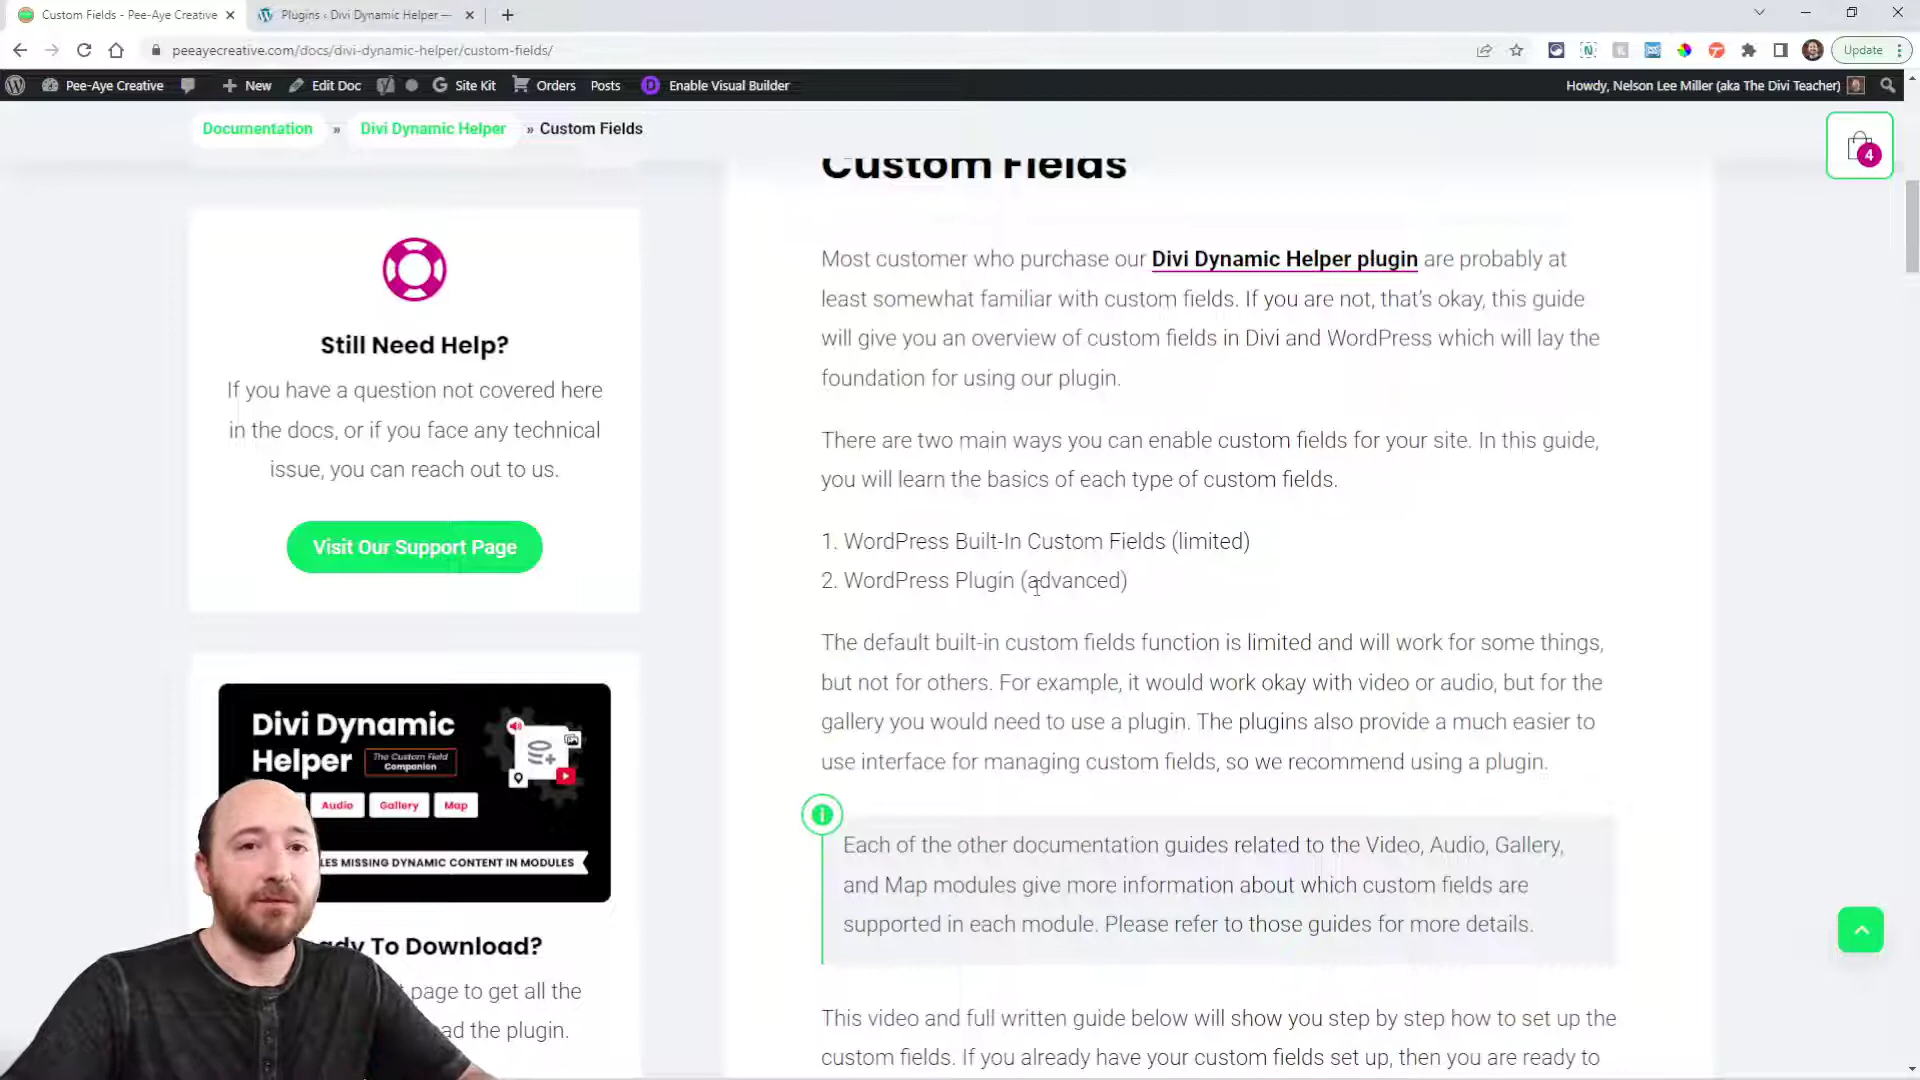 Custom Fields - Pee-Aye Creative
Plugins ‹ Divi Dynamic Helper —
peeayecreative.com/docs/divi-dynamic-helper/custom-fields/
Update
Pee-Aye Creative
New
Edit Doc
Site Kit
Orders
Posts
Enable Visual Builder
Howdy, Nelson Lee Miller (aka The Divi Teacher)
Documentation » Divi Dynamic Helper » Custom Fields
4
Still Need Help?
If you have a question not covered here
in the docs, or if you face any technical
issue, you can reach out to us.
Visit Our Support Page
Divi Dynamic
Helper
The Custom Field
Companion
Audio
Gallery
Map
LES MISSING DYNAMIC CONTENT IN MODULES
ady To Download?
page to get all the
ad the plugin.
Custom Fields
Most customer who purchase our Divi Dynamic Helper plugin are probably at
least somewhat familiar with custom fields. If you are not, that's okay, this guide
will give you an overview of custom fields in Divi and WordPress which will lay the
foundation for using our plugin.
There are two main ways you can enable custom fields for your site. In this guide,
you will learn the basics of each type of custom fields.
1. WordPress Built-In Custom Fields (limited)
2. WordPress Plugin (advanced)
The default built-in custom fields function is limited and will work for some things,
but not for others. For example, it would work okay with video or audio, but for the
gallery you would need to use a plugin. The plugins also provide a much easier to
use interface for managing custom fields, so we recommend using a plugin.
Each of the other documentation guides related to the Video, Audio, Gallery,
and Map modules give more information about which custom fields are
supported in each module. Please refer to those guides for more details.
This video and full written guide below will show you step by step how to set up the
custom fields. If you already have your custom fields set up, then you are ready to